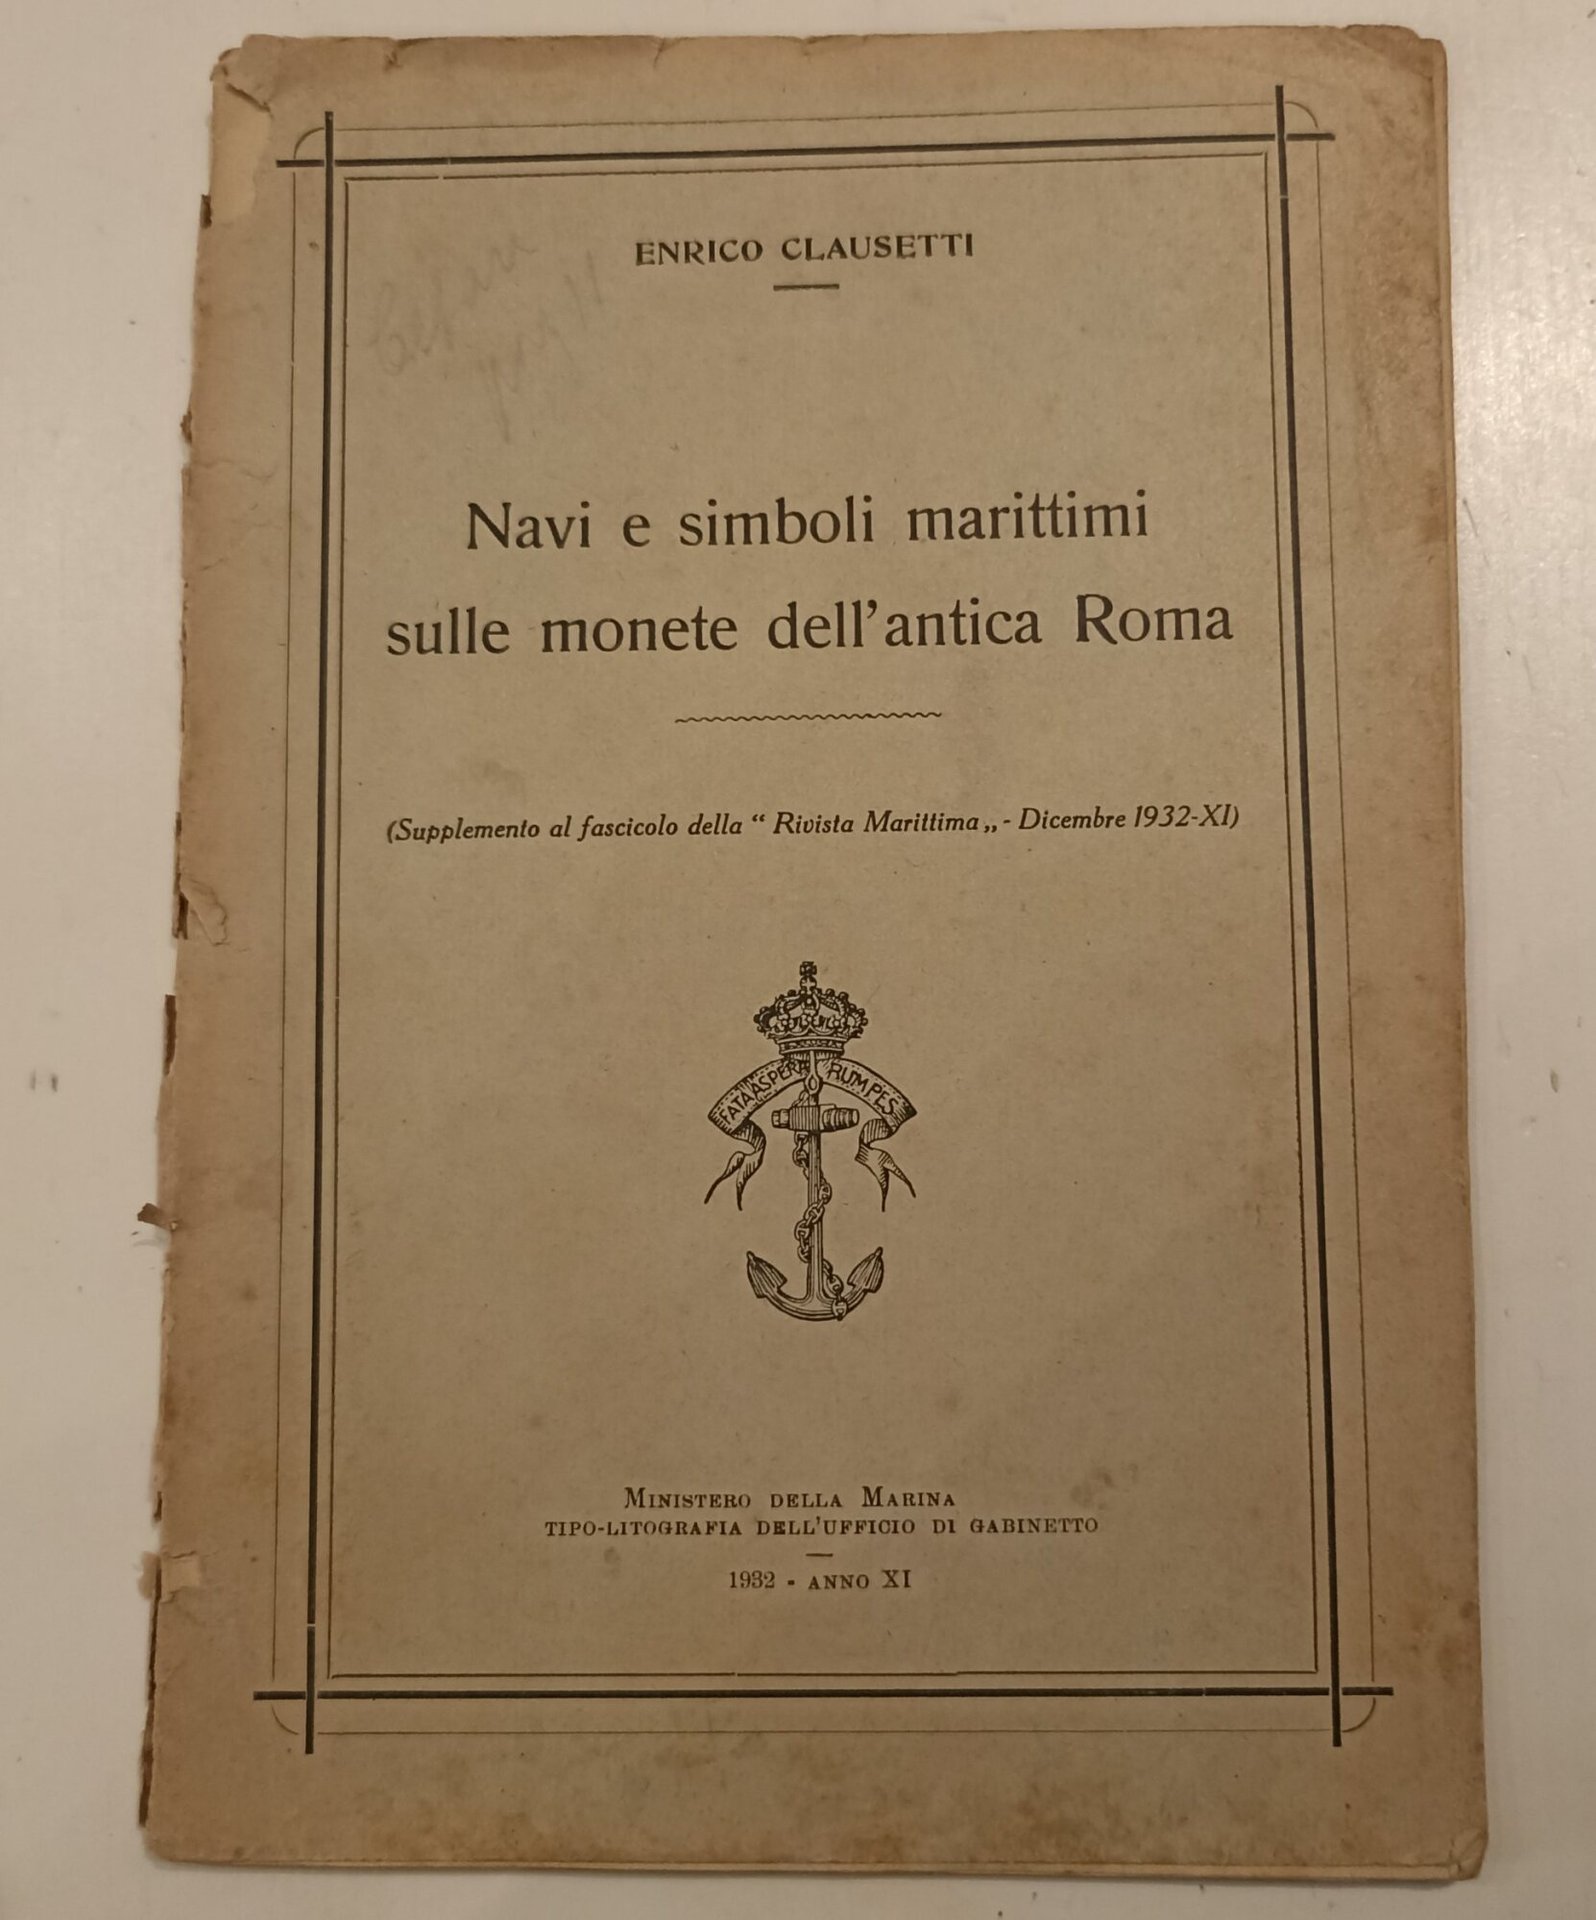 ENRICO CLAUSETTI
Navi e simboli marittimi
sulle monete dell'antica Roma
(Supplemento al fascicolo della “ Rivista Marittima „ - Dicembre 1932-XI)
FATA ASPERA RUMPES
MINISTERO DELLA MARINA
TIPO-LITOGRAFIA DELL'UFFICIO DI GABINETTO
1932 - ANNO XI